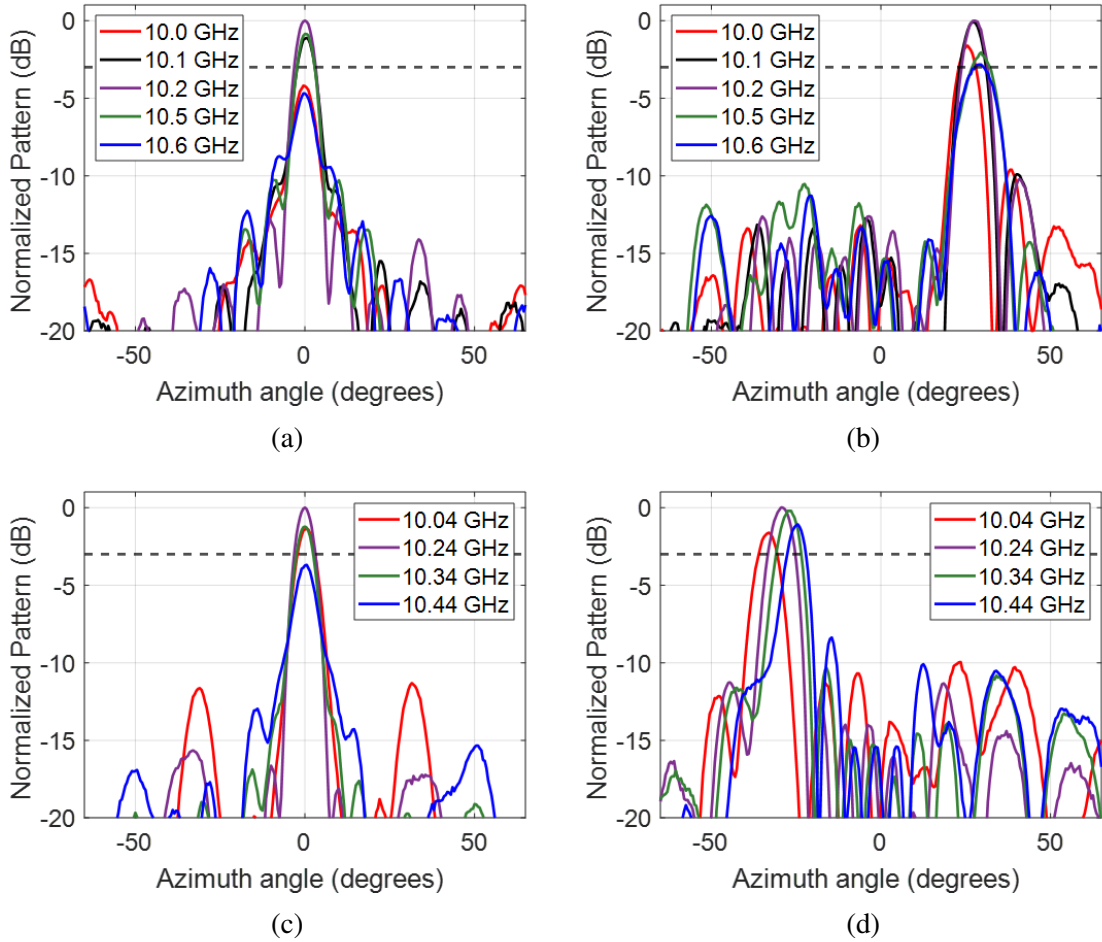 0
-5
-10
-15
-20
Normalized Pattern (dB)
10.0 GHz
10.1 GHz
10.2 GHz
10.5 GHz
10.6 GHz
-50
0
50
Azimuth angle (degrees)
(a)
0
-5
-10
-15
-20
Normalized Pattern (dB)
10.0 GHz
10.1 GHz
10.2 GHz
10.5 GHz
10.6 GHz
-50
0
50
Azimuth angle (degrees)
(b)
0
-5
-10
-15
-20
Normalized Pattern (dB)
10.04 GHz
10.24 GHz
10.34 GHz
10.44 GHz
-50
0
50
Azimuth angle (degrees)
(c)
0
-5
-10
-15
-20
Normalized Pattern (dB)
10.04 GHz
10.24 GHz
10.34 GHz
10.44 GHz
-50
0
50
Azimuth angle (degrees)
(d)